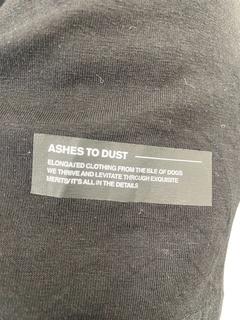 ASHES TO DUST
ELONGATED CLOTHING FROM THE ISLE OF DOGS
WE THRIVE AND LEVITATE THROUGH EXQUISITE
MERITS/ IT'S ALL IN THE DETAILS